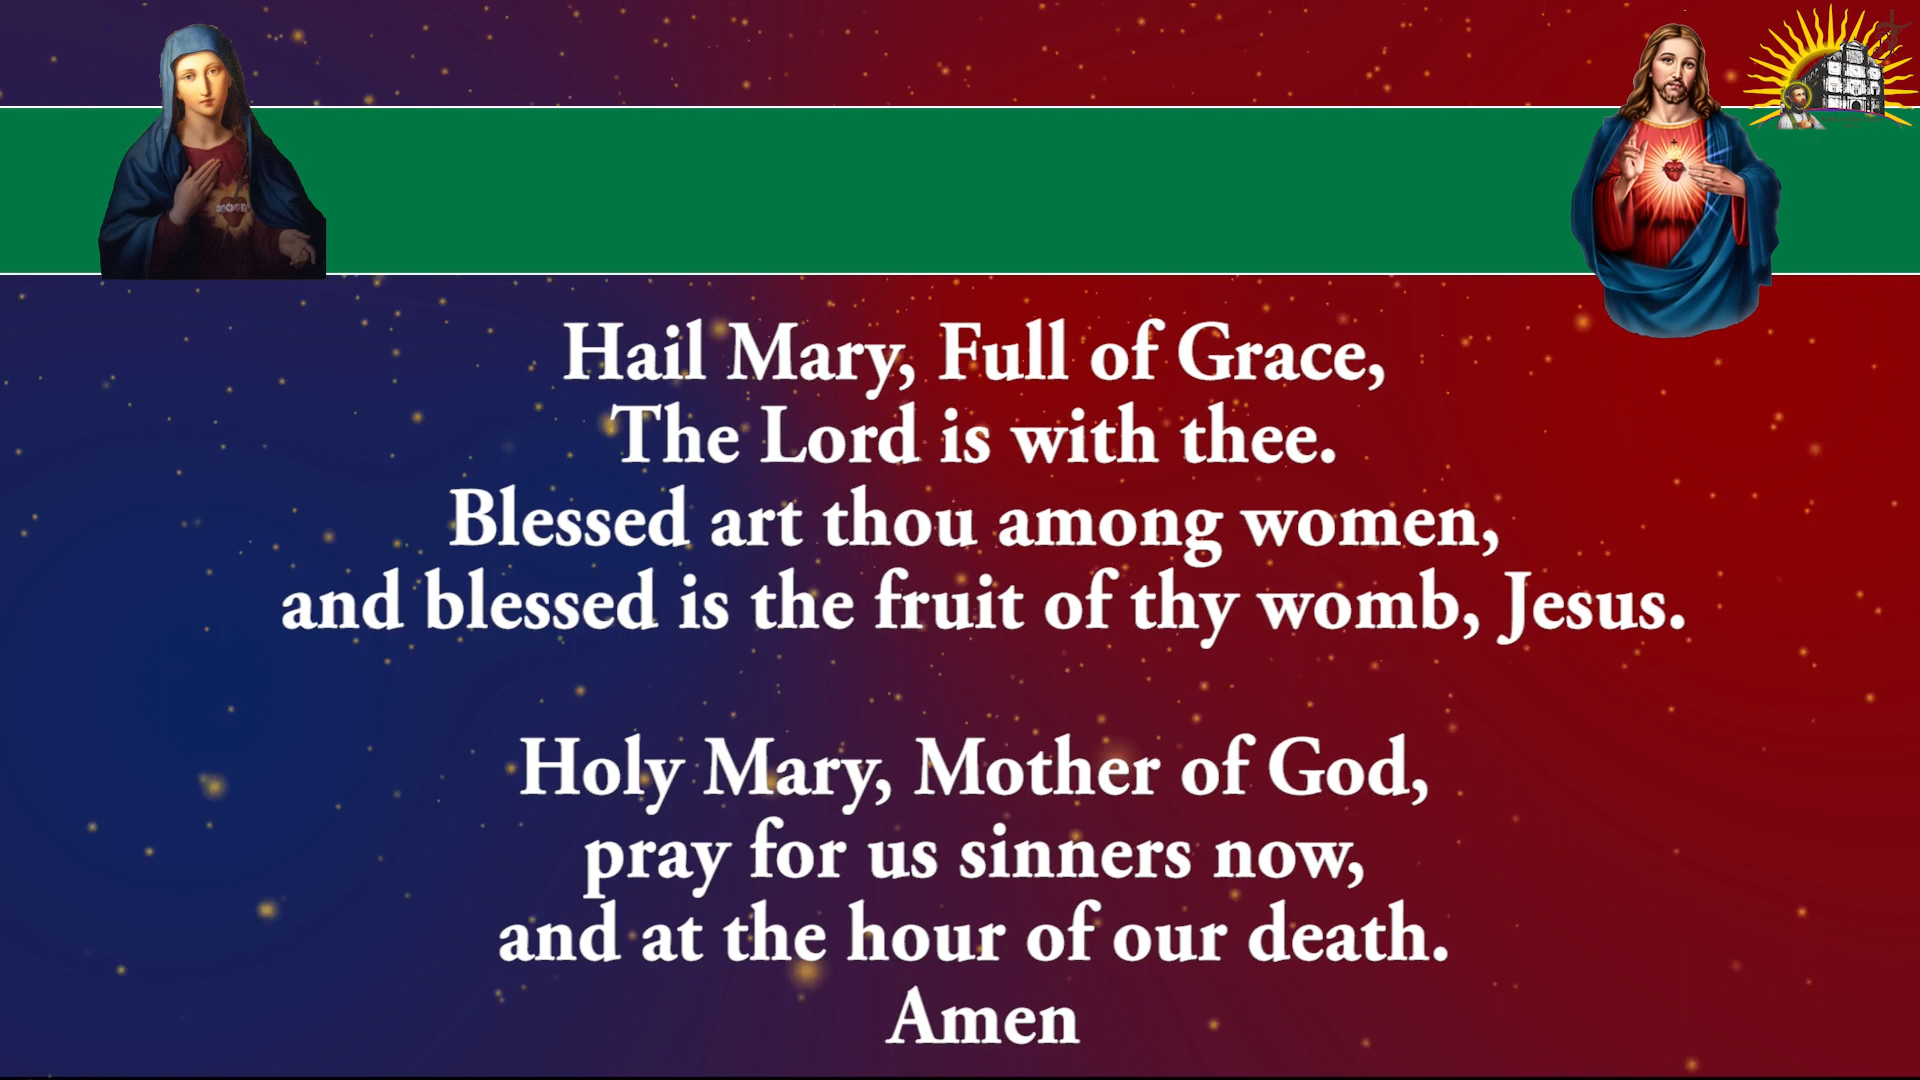 Hail Mary, Full of Grace,
The Lord is with thee.
Blessed art thou among women,
and blessed is the fruit of thy womb, Jesus.
Holy Mary, Mother of God,
pray for us sinners now,
and at the hour of our death.
Amen